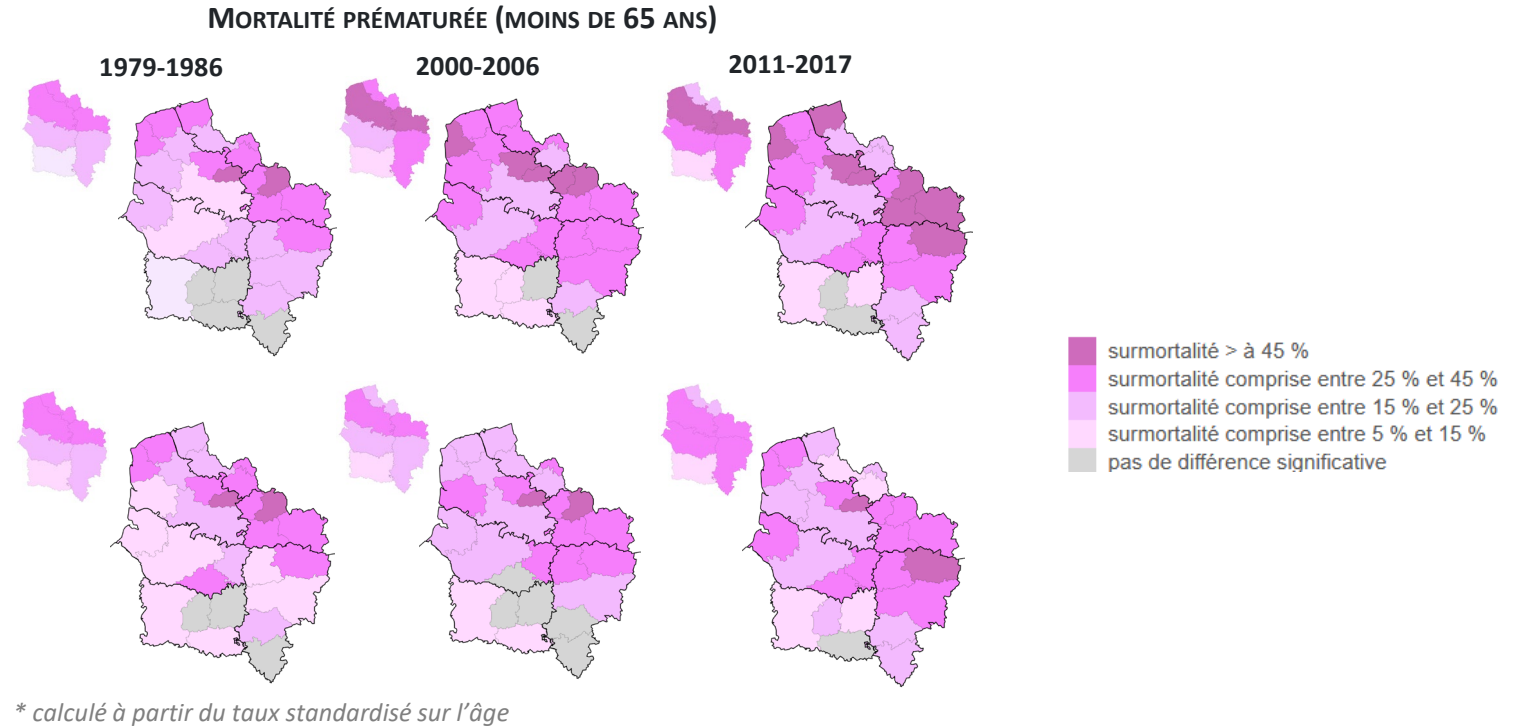 MORTALITÉ PRÉMATURÉE (MOINS DE 65 ANS)
1979-1986
2000-2006
2011-2017
surmortalité > à 45 %
surmortalité comprise entre 25 % et 45 %
surmortalité comprise entre 15 % et 25 %
surmortalité comprise entre 5 % et 15 %
pas de différence significative
* calculé à partir du taux standardisé sur l’âge